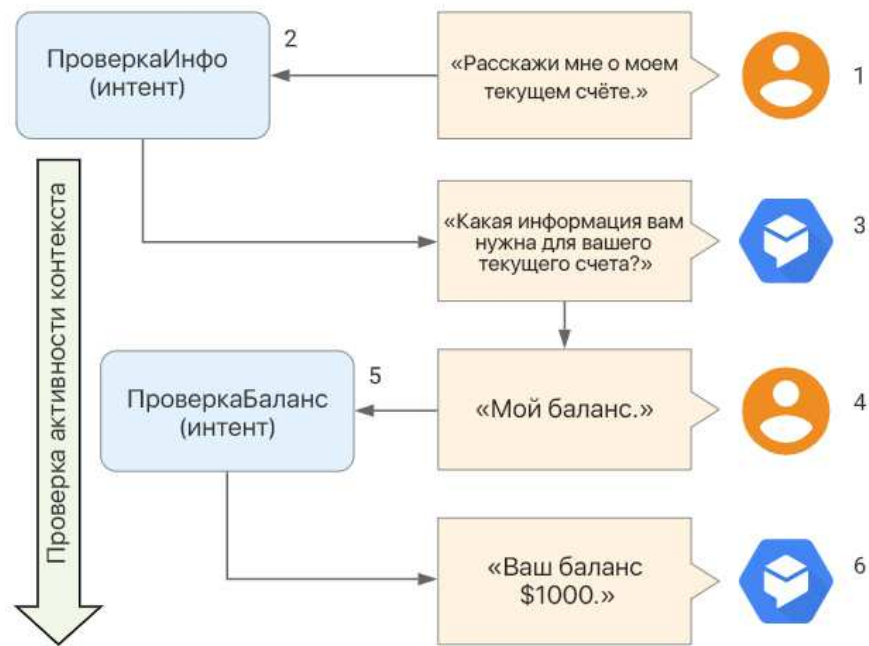 ПроверкаИнфо
(интент)
2
«Расскажи мне о моем
текущем счёте.»
1
Проверка активности контекста
«Какая информация вам
нужна для вашего
текущего счета?»
3
ПроверкаБаланс
(интент)
5
«Мой баланс.»
4
«Ваш баланс
$1000.»
6